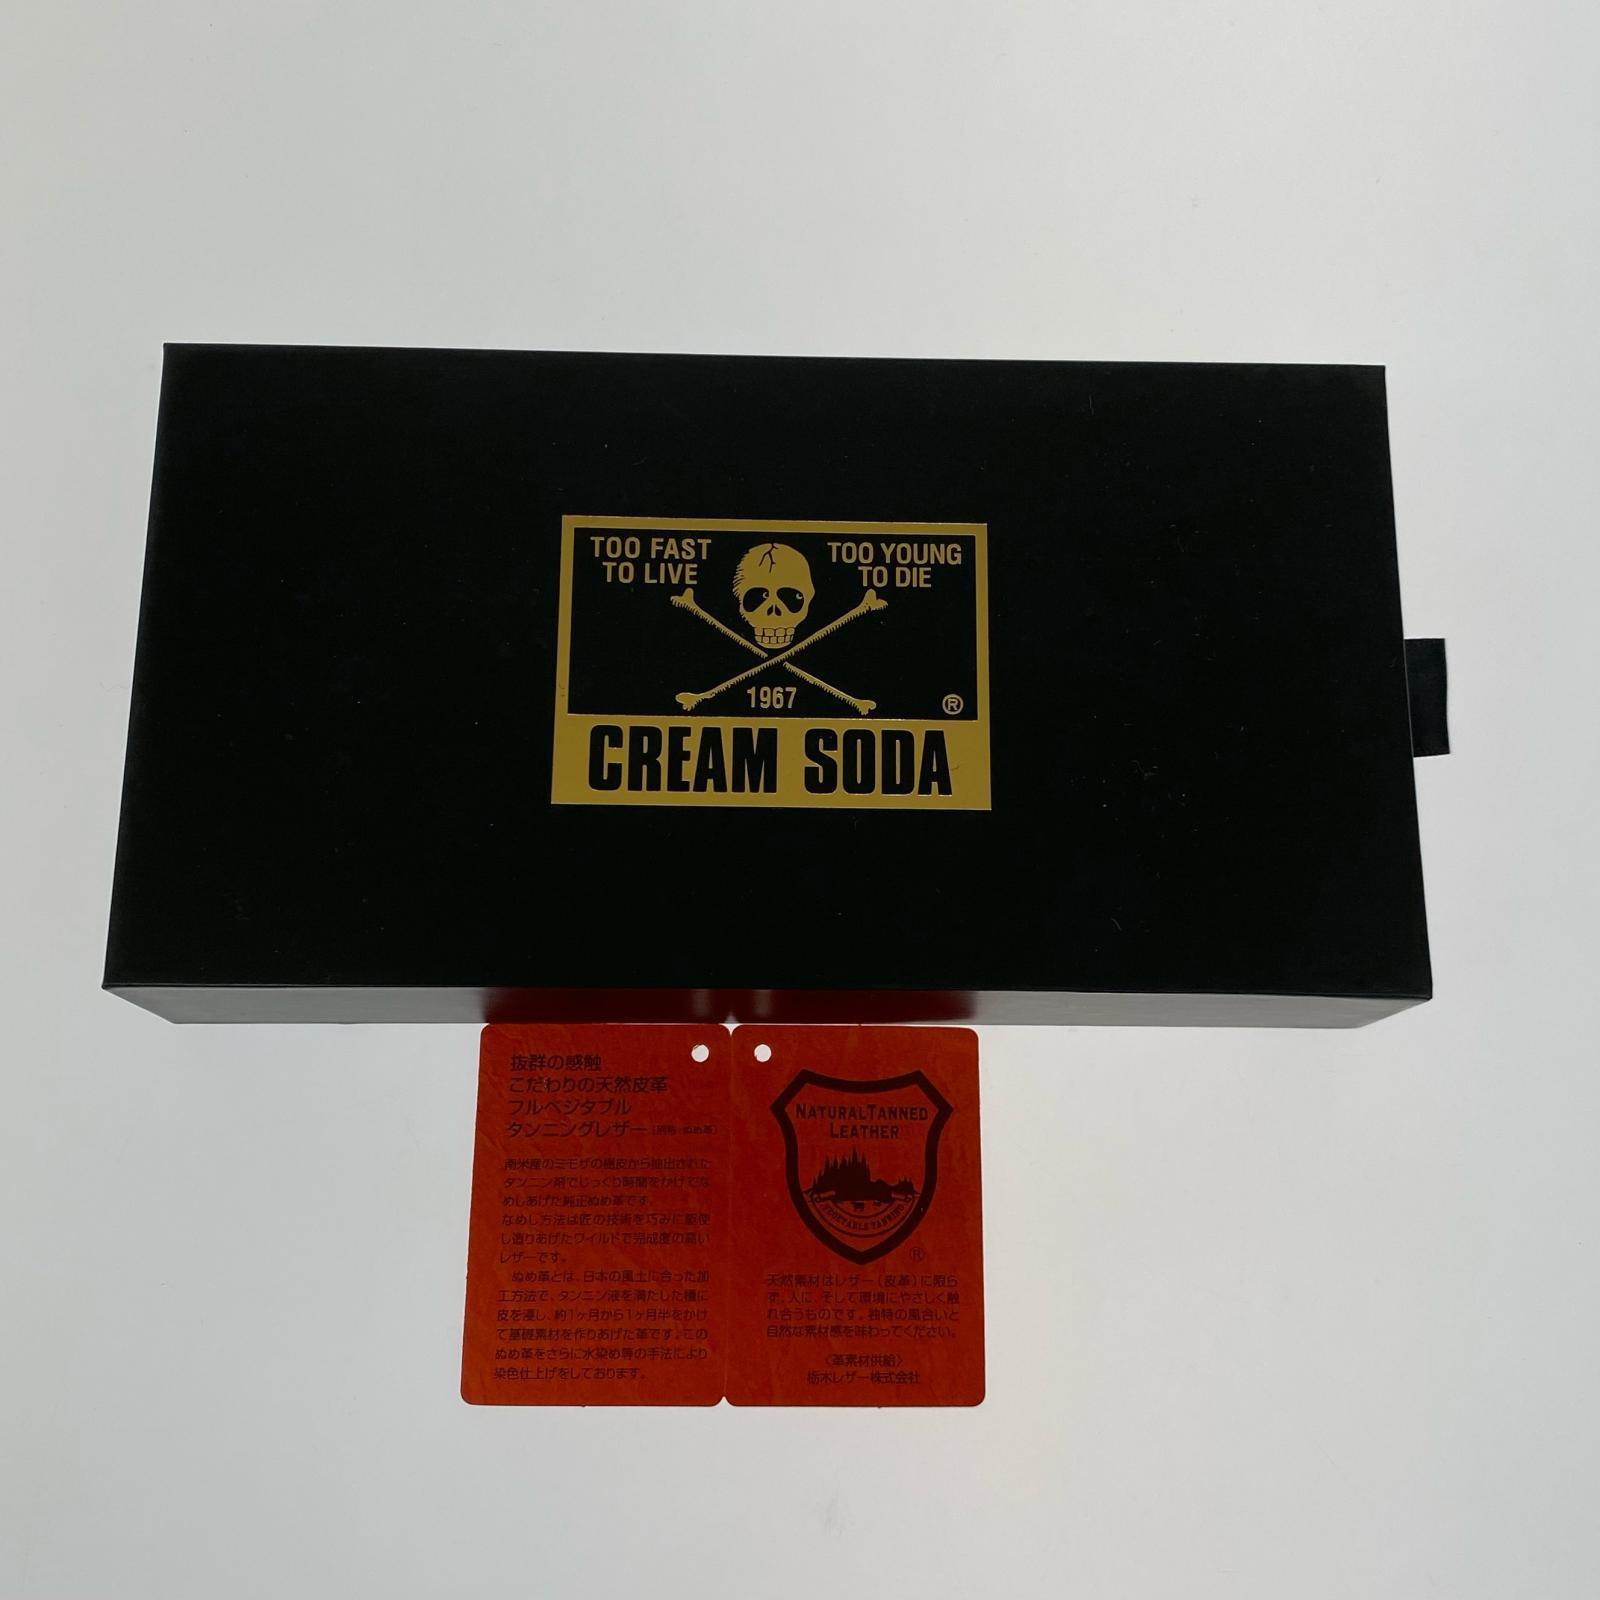 TOO FAST
TO LIVE
TOO YOUNG
TO DIE
1967
®
CREAM SODA
抜群の感触
こだわりの天然皮革
フルベジタブル
タンニングレザー(別称 ぬめ革)
南米産のミモザの樹皮から抽出された
タンニン剤でじっくり時間をかけてな
めしあげた純正ぬめ革です。
なめし方法は匠の技術を巧みに駆使
し造りあげたワイルドで完成度の高い
レザーです。
ぬめ革とは、日本の風土に合った加
工方法で、タンニン液を満たした槽に
皮を浸し、約1ヶ月から1ヶ月半をかけ
て基礎素材を作りあげた革です。この
ぬめ革をさらに水染め等の手法により
染色仕上げをしております。
NATURAL TANNED
LEATHER
VEGETABLE TANNING
®
天然素材はレザー(皮革)に限ら
ず、人に、そして環境にやさしく触
れ合うものです。独特の風合いと
自然な素材感を味わってください。
〈革素材供給〉
栃木レザー株式会社